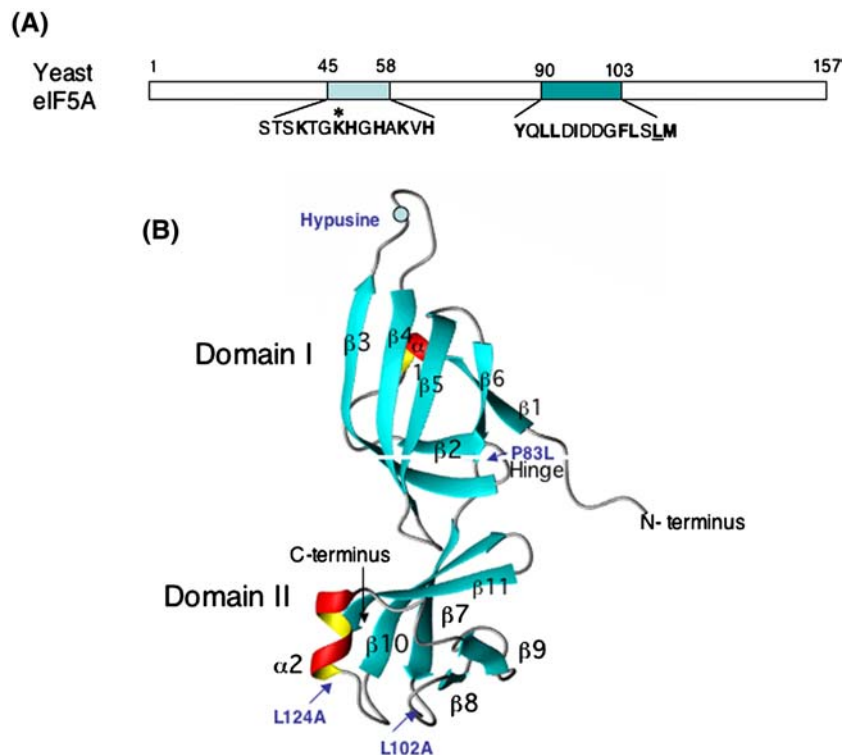 (A)
1 45 58 90 103 157
Yeast
eIF5A
*
STSKTGKHGHAKVH YQLLDIDDGFLSLM
(B)
Hypusine
Domain I
β3 β4 α1 β5 β6 β1
β2 P83L
Hinge
N- terminus
C-terminus
Domain II
β11
β7
β10 β9
α2
β8
L124A
L102A